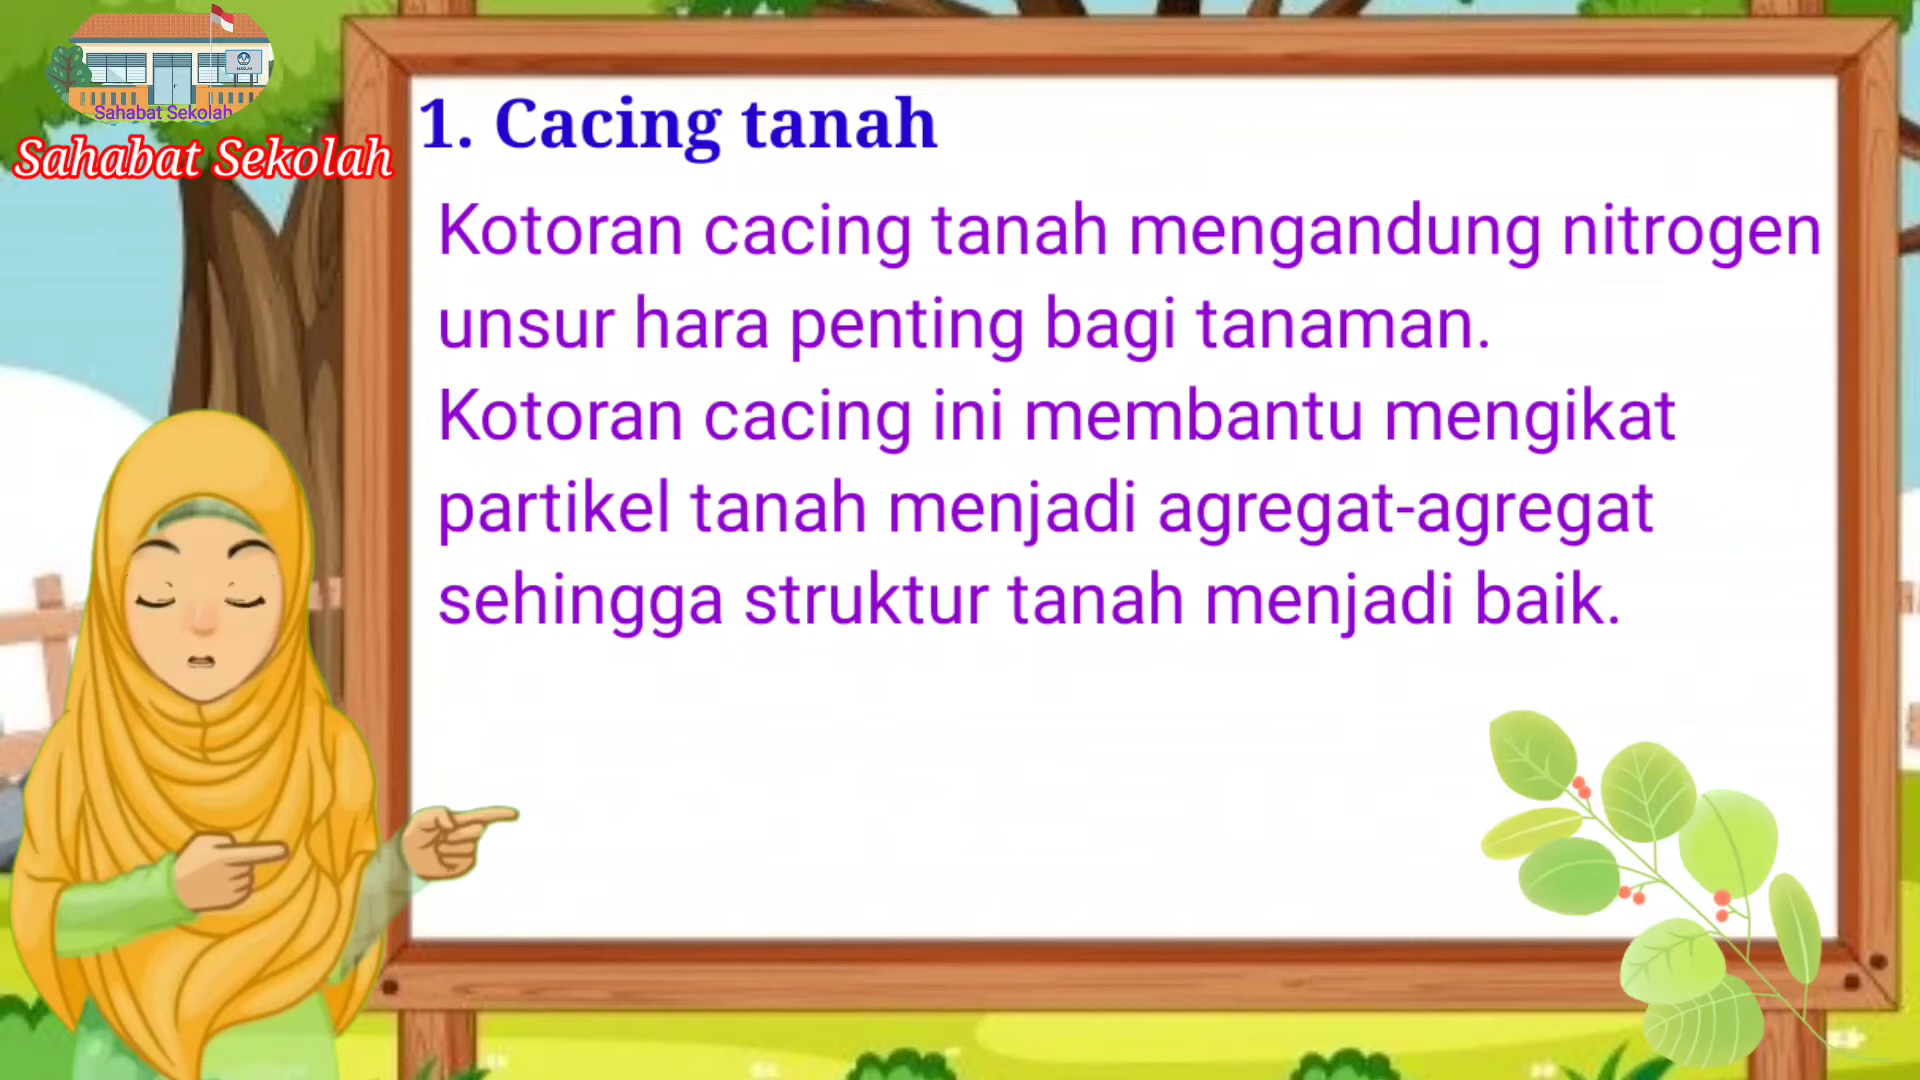 Sahabat Sekolah
Sahabat Sekolah
1. Cacing tanah
Kotoran cacing tanah mengandung nitrogen
unsur hara penting bagi tanaman.
Kotoran cacing ini membantu mengikat
partikel tanah menjadi agregat-agregat
sehingga struktur tanah menjadi baik.